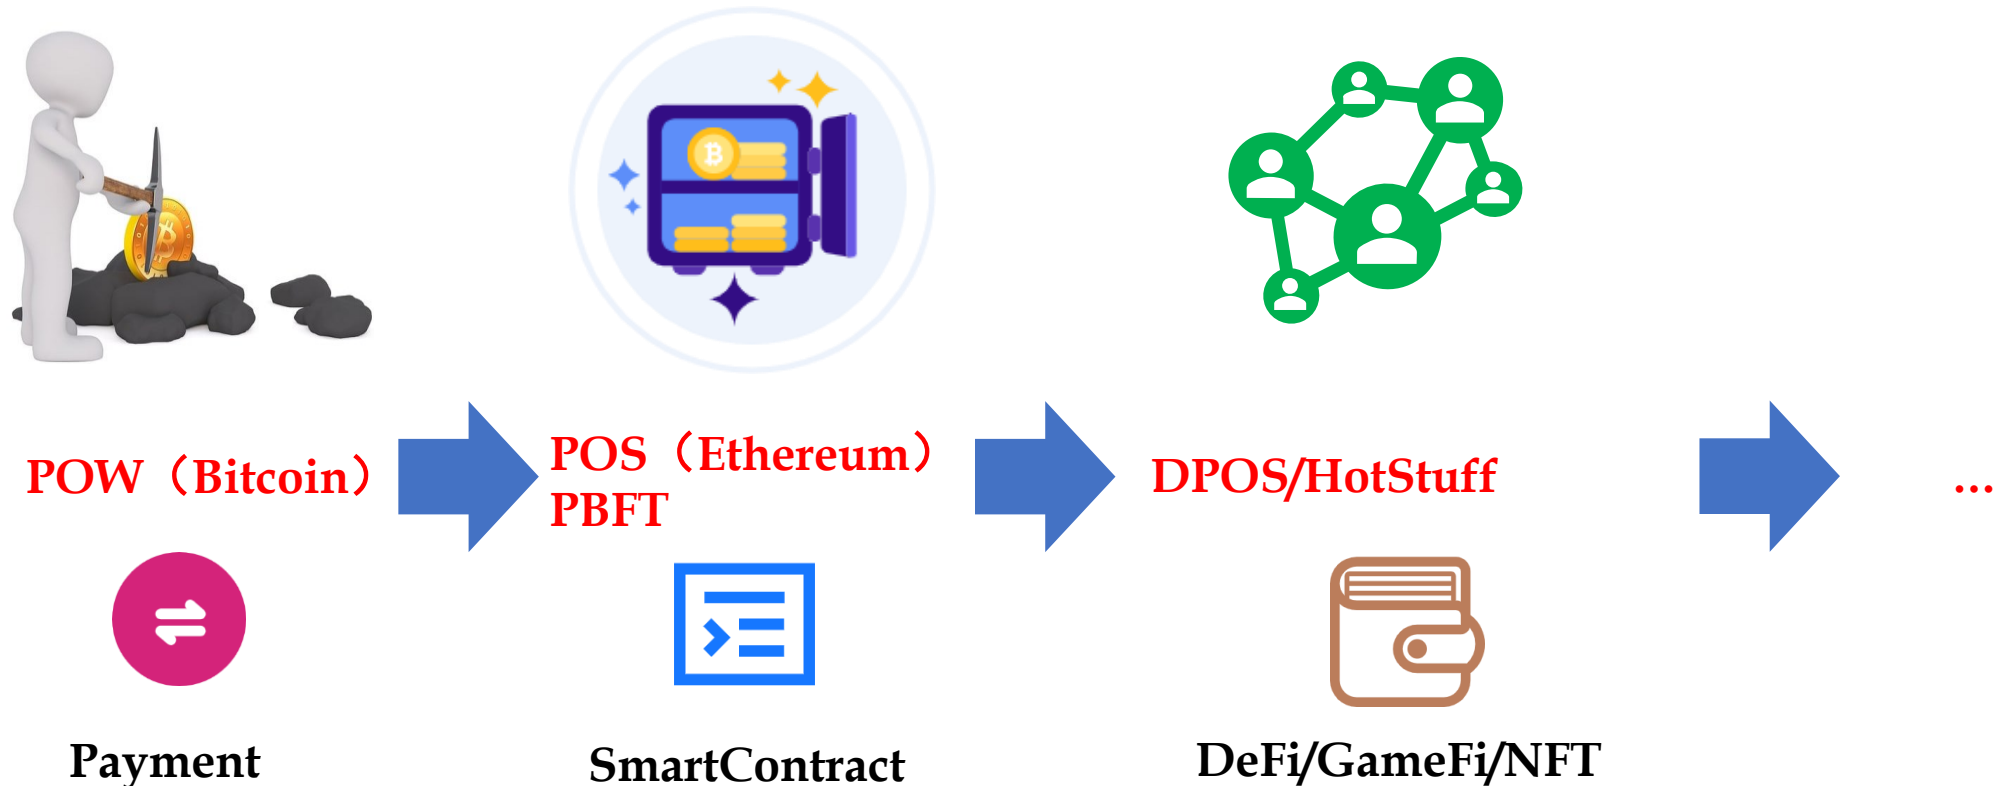 POW（Bitcoin）
POS（Ethereum）
PBFT
DPOS/HotStuff
...
Payment
SmartContract
DeFi/GameFi/NFT